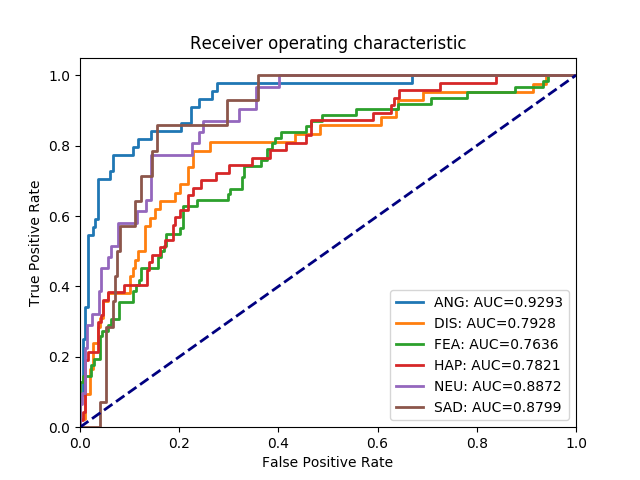 Receiver operating characteristic
True Positive Rate
1.0
0.8
0.6
0.4
0.2
0.0
0.0 0.2 0.4 0.6 0.8 1.0
False Positive Rate
ANG: AUC=0.9293
DIS: AUC=0.7928
FEA: AUC=0.7636
HAP: AUC=0.7821
NEU: AUC=0.8872
SAD: AUC=0.8799